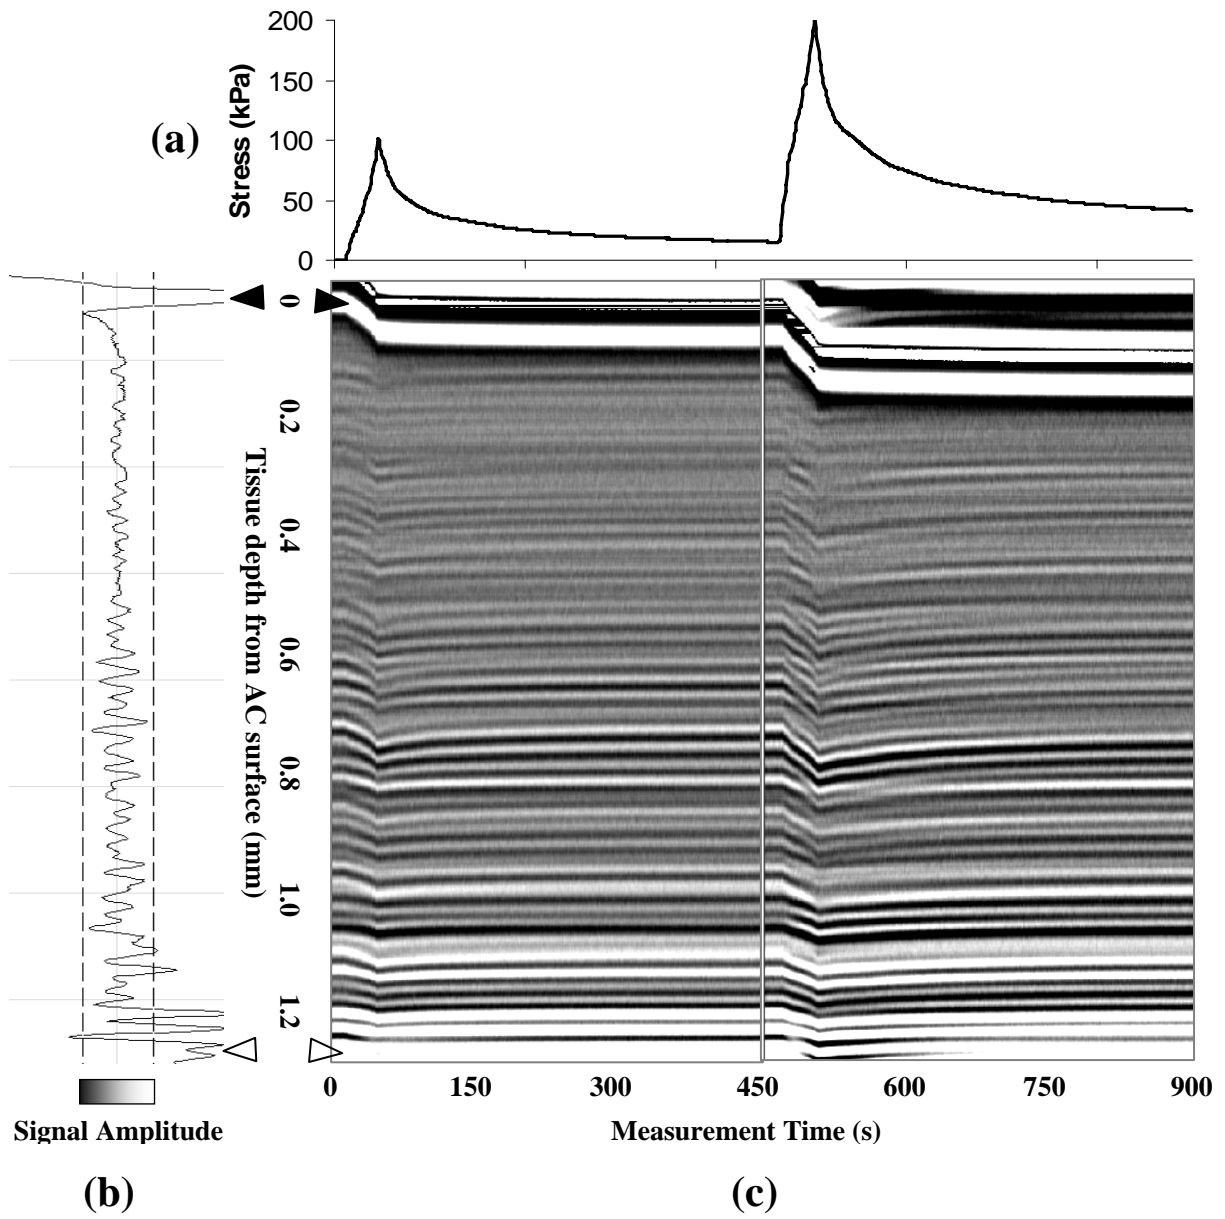 200
150
100
50
0
Stress (kPa)
(a)
0
0.2
0.4
0.6
0.8
1.0
1.2
Tissue depth from AC surface (mm)
0 150 300 450 600 750 900
Signal Amplitude
Measurement Time (s)
(b)
(c)